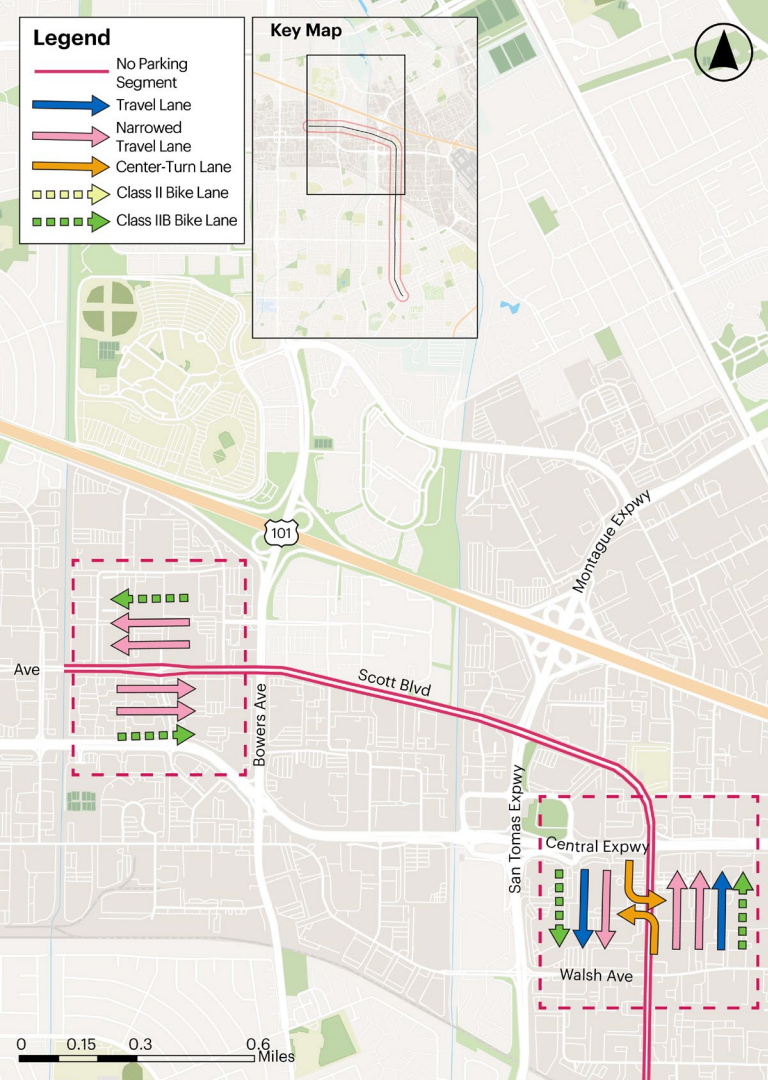 Legend
No Parking
Segment
Travel Lane
Narrowed
Travel Lane
Center-Turn Lane
Class II Bike Lane
Class IIB Bike Lane
Key Map
101
Montague Expwy
Ave
Scott Blvd
Bowers Ave
San Tomas Expwy
Central Expwy
Walsh Ave
0 0.15 0.3 0.6
Miles